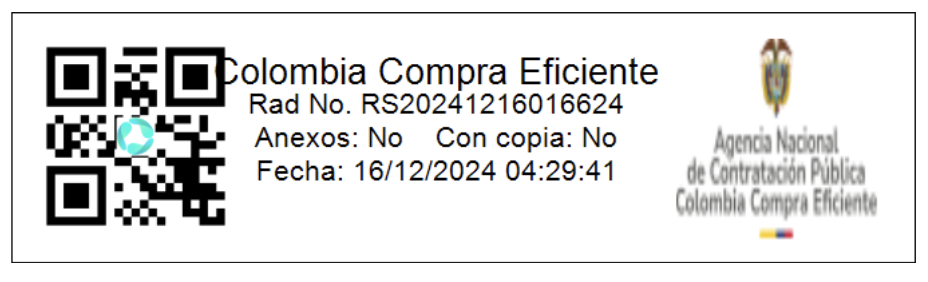 Colombia Compra Eficiente
Rad No. RS20241216016624
Anexos: No Con copia: No
Fecha: 16/12/2024 04:29:41
Agencia Nacional
de Contratación Pública
Colombia Compra Eficiente